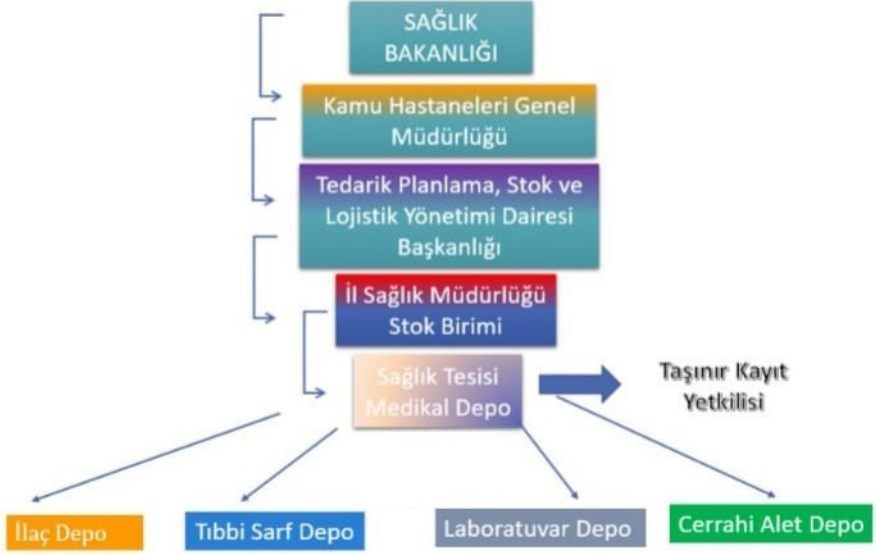 SAĞLIK
BAKANLIĞI
Kamu Hastaneleri Genel
Müdürlüğü
Tedarik Planlama, Stok ve
Lojistik Yönetimi Dairesi
Başkanlığı
İl Sağlık Müdürlüğü
Stok Birimi
Sağlık Tesisi
Medikal Depo
Taşınır Kayıt
Yetkilisi
İlaç Depo
Tıbbi Sarf Depo
Laboratuvar Depo
Cerrahi Alet Depo